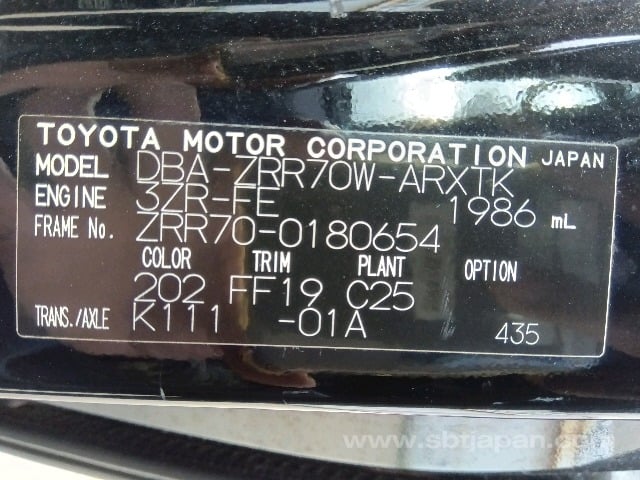 TOYOTA MOTOR CORPORATION JAPAN
MODEL DBA-ZRR70W-ARXTK
ENGINE 3ZR-FE 1986 mL
FRAME No. ZRR70-0180654
COLOR TRIM PLANT OPTION
202 FF19 C25
TRANS./AXLE K111 -01A 435
www.sbtjapan.com